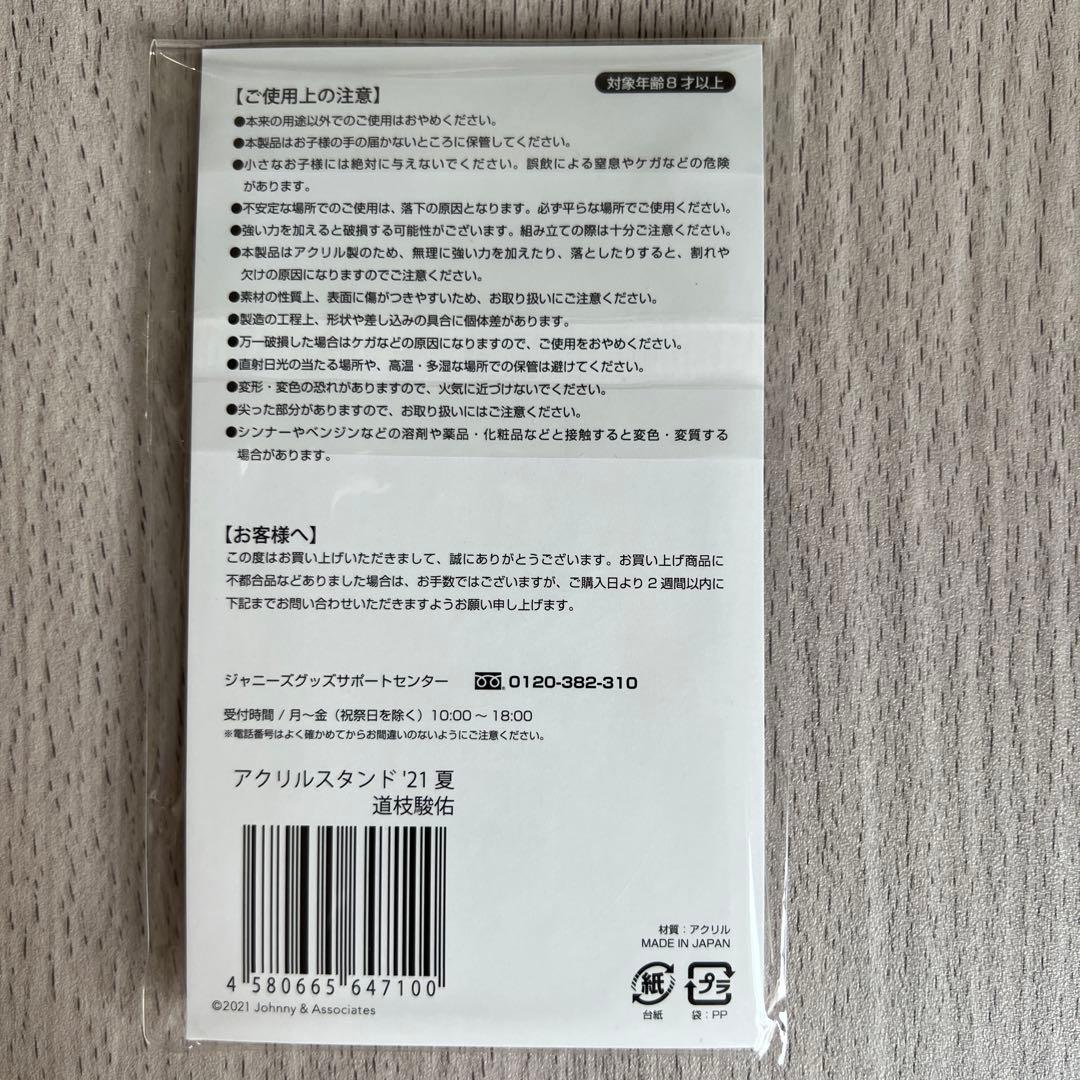 対象年齢8才以上
【ご使用上の注意】
●本来の用途以外でのご使用はおやめください。
●本製品はお子様の手の届かないところに保管してください。
●小さなお子様には絶対に与えないでください。誤飲による窒息やケガなどの危険
があります。
●不安定な場所でのご使用は、落下の原因となります。必ず平らな場所でご使用ください。
●強い力を加えると破損する可能性がございます。組み立ての際は十分ご注意ください。
●本製品はアクリル製のため、無理に強い力を加えたり、落としたりすると、割れや
欠けの原因になりますのでご注意ください。
●素材の性質上、表面に傷がつきやすいため、お取り扱いにご注意ください。
●製造の工程上、形状や差し込みの具合に個体差があります。
●万一破損した場合はケガなどの原因になりますので、ご使用をおやめください。
●直射日光の当たる場所や、高温・多湿な場所での保管は避けてください。
●変形・変色の恐れがありますので、火気に近づけないでください。
●尖った部分がありますので、お取り扱いにはご注意ください。
●シンナーやベンジンなどの溶剤や薬品・化粧品などと接触すると変色・変質する
場合があります。
【お客様へ】
この度はお買い上げいただきまして、誠にありがとうございます。お買い上げ商品に
不都合品などありました場合は、お手数ではございますが、ご購入日より2週間以内に
下記までお問い合わせいただきますようお願い申し上げます。
ジャニーズグッズサポートセンター 0120-382-310
受付時間/月~金(祝祭日を除く)10:00~18:00
※電話番号はよく確かめてからお間違いのないようにご注意ください。
アクリルスタンド'21夏
道枝駿佑
4 580665 647100
©2021 Johnny & Associates
材質:アクリル
MADE IN JAPAN
紙 プラ
台紙 袋:PP